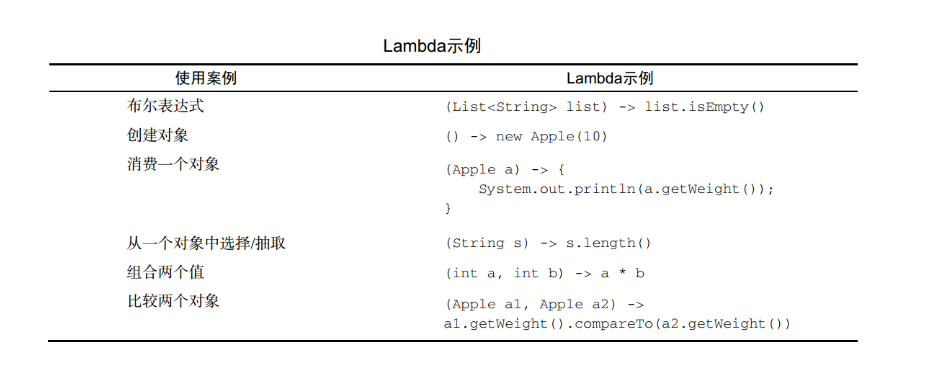 Lambda示例
使用案例 Lambda示例
布尔表达式 (List<String> list) -> list.isEmpty()
创建对象 () -> new Apple(10)
消费一个对象 (Apple a) -> {
System.out.println(a.getWeight());
}
从一个对象中选择/抽取 (String s) -> s.length()
组合两个值 (int a, int b) -> a * b
比较两个对象 (Apple a1, Apple a2) ->
a1.getWeight().compareTo(a2.getWeight())